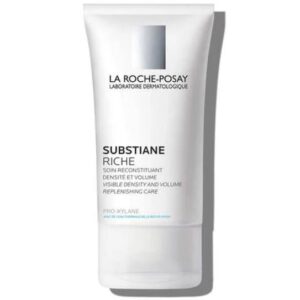 LA ROCHE-POSAY
LABORATOIRE DERMATOLOGIQUE
SUBSTIANE
RICHE
SOIN RECONSTITUANT
DENSITÉ ET VOLUME
VISIBLE DENSITY AND VOLUME
REPLENISHING CARE
PRO-XYLANE